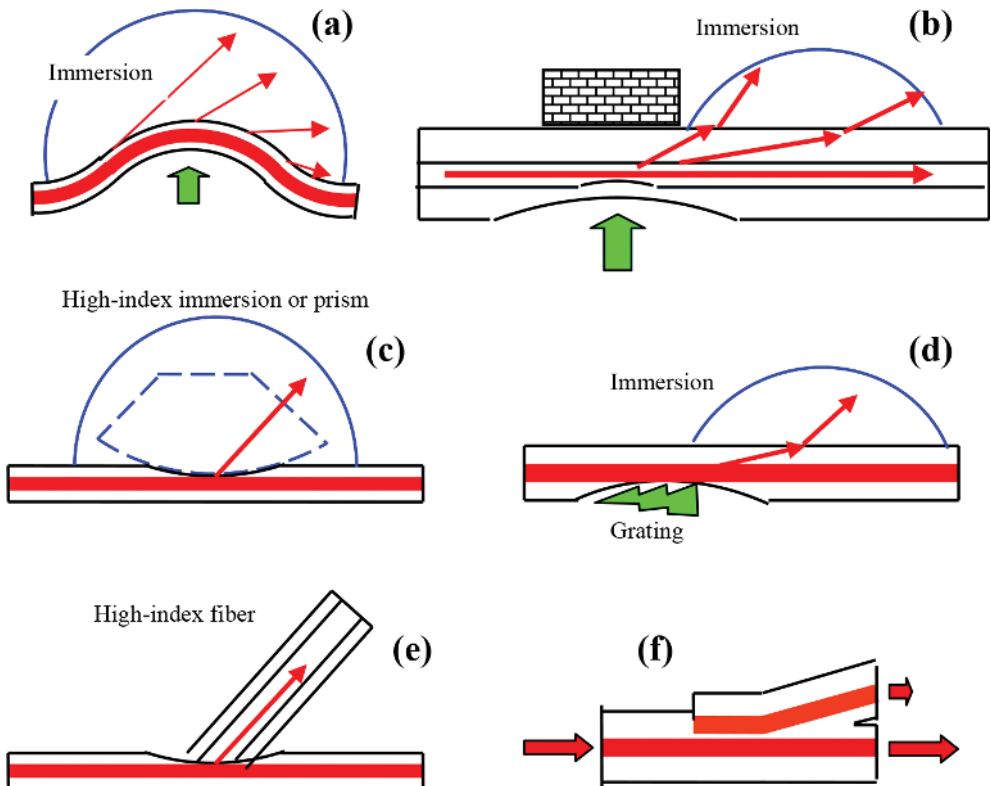 (a)
Immersion
(b)
Immersion
High-index immersion or prism
(c)
(d)
Immersion
Grating
High-index fiber
(e)
(f)